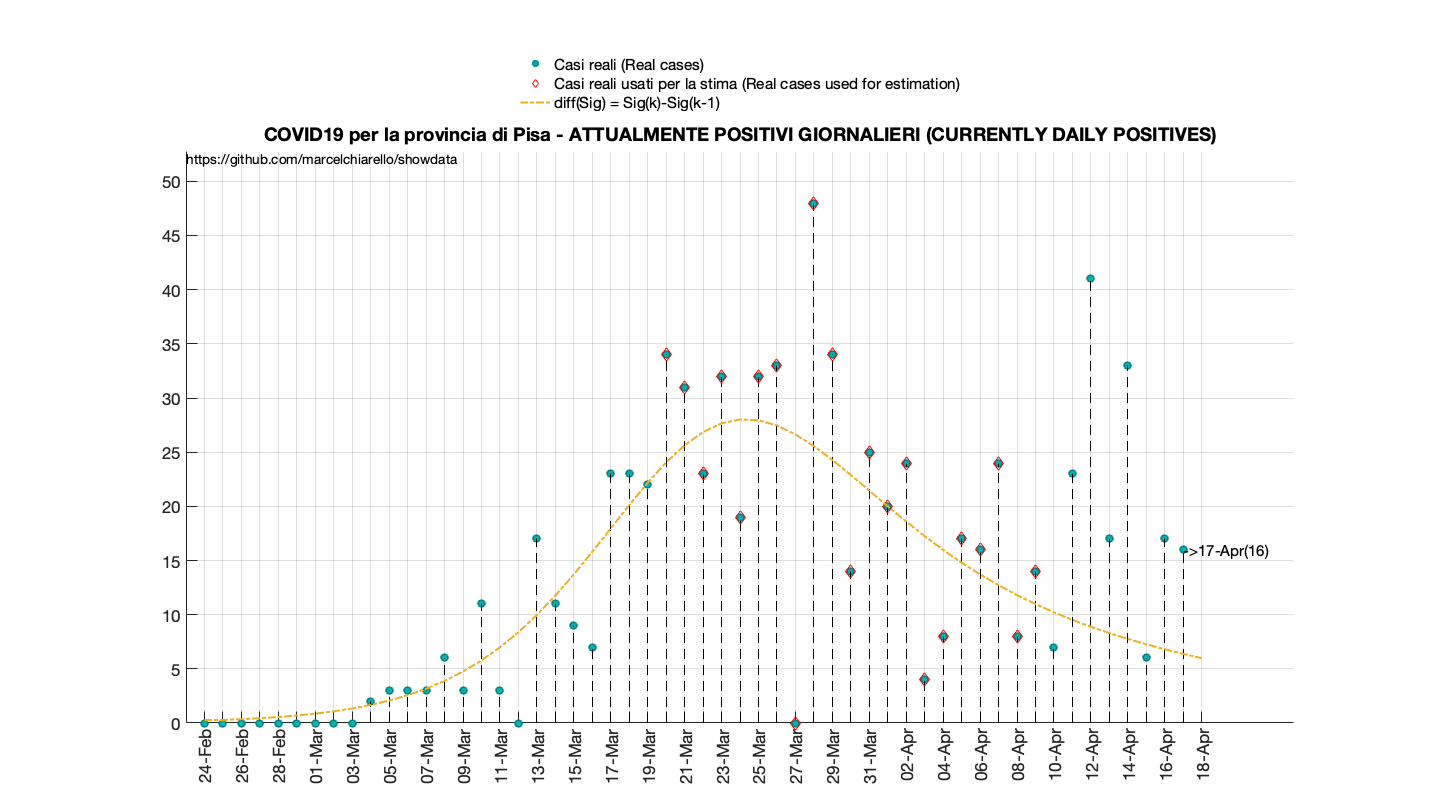 Casi reali (Real cases)
Casi reali usati per la stima (Real cases used for estimation)
diff(Sig) = Sig(k)-Sig(k-1)
COVID19 per la provincia di Pisa - ATTUALMENTE POSITIVI GIORNALIERI (CURRENTLY DAILY POSITIVES)
https://github.com/marcelchiarello/showdata
50
45
40
35
30
25
20
15
10
5
0
->17-Apr(16)
24-Feb
26-Feb
28-Feb
01-Mar
03-Mar
05-Mar
07-Mar
09-Mar
11-Mar
13-Mar
15-Mar
17-Mar
19-Mar
21-Mar
23-Mar
25-Mar
27-Mar
29-Mar
31-Mar
02-Apr
04-Apr
06-Apr
08-Apr
10-Apr
12-Apr
14-Apr
16-Apr
18-Apr